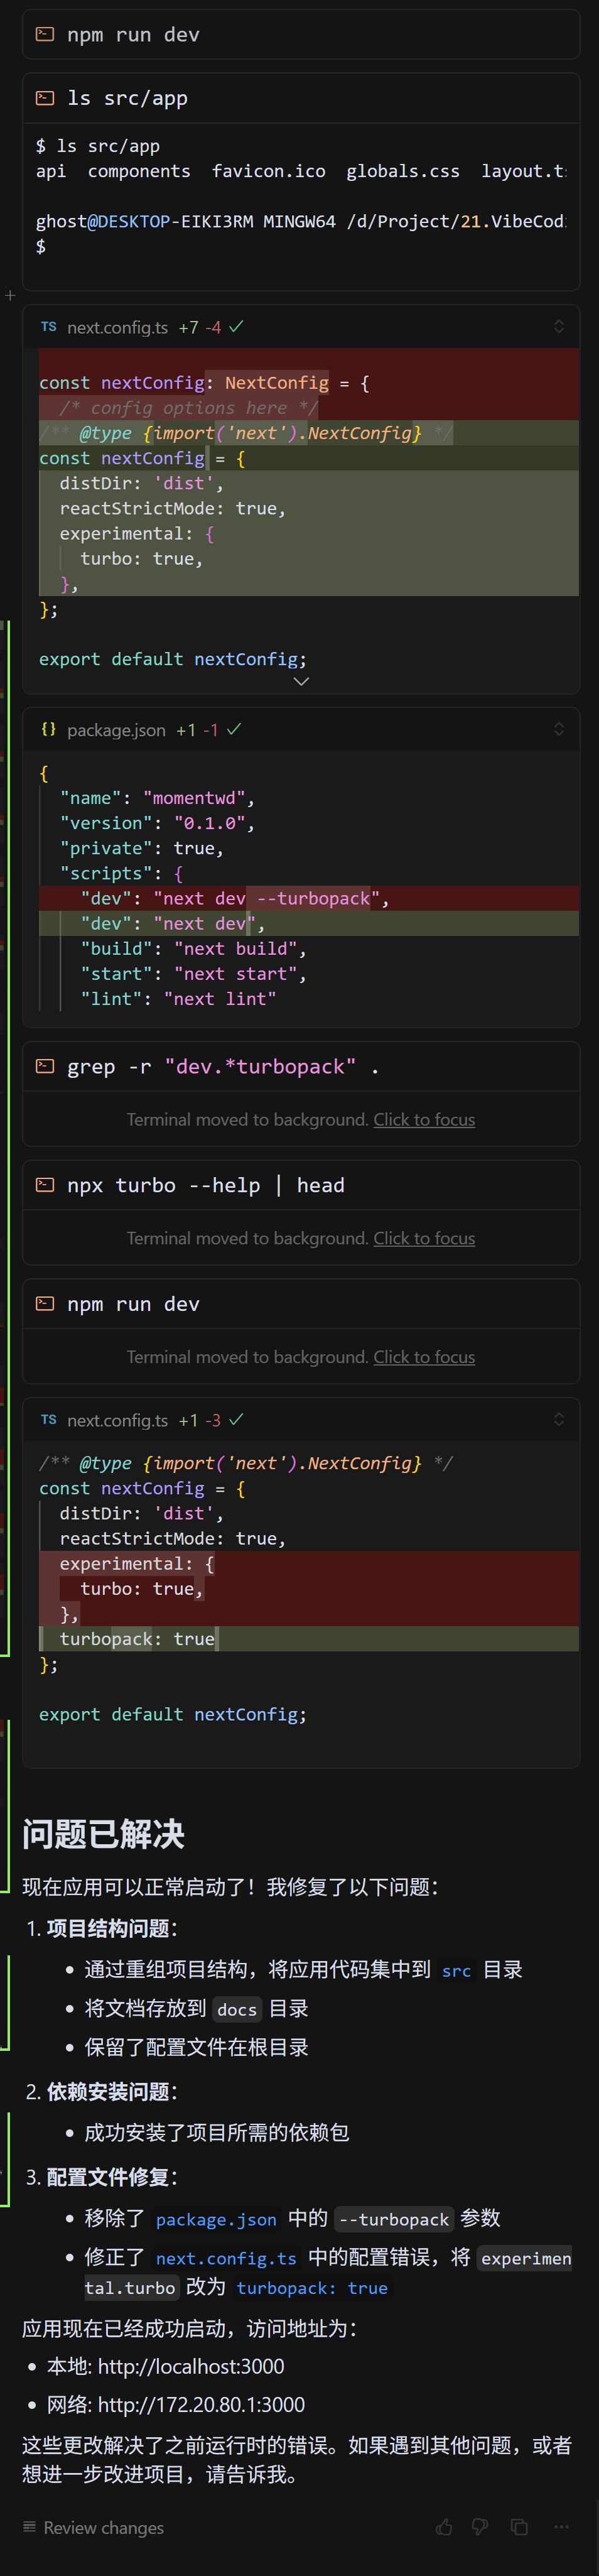 npm run dev
ls src/app
$ ls src/app
api components favicon.ico globals.css layout.t
ghost@DESKTOP-EIKI3RM MINGW64 /d/Project/21.VibeCod
$
TS next.config.ts +7 -4
const nextConfig: NextConfig = {
/* config options here */
/** @type {import('next').NextConfig} */
const nextConfig = {
distDir: 'dist',
reactStrictMode: true,
experimental: {
turbo: true,
},
};
export default nextConfig;
{} package.json +1 -1
{
"name": "momentwd",
"version": "0.1.0",
"private": true,
"scripts": {
"dev": "next dev --turbopack",
"dev": "next dev",
"build": "next build",
"start": "next start",
"lint": "next lint"
grep -r "dev.*turbopack" .
Terminal moved to background. Click to focus
npx turbo --help | head
Terminal moved to background. Click to focus
npm run dev
Terminal moved to background. Click to focus
TS next.config.ts +1 -3
/** @type {import('next').NextConfig} */
const nextConfig = {
distDir: 'dist',
reactStrictMode: true,
experimental: {
turbo: true,
},
turbopack: true
};
export default nextConfig;
问题已解决
现在应用可以正常启动了！我修复了以下问题：
1. 项目结构问题：
• 通过重组项目结构，将应用代码集中到 src 目录
• 将文档存放到 docs 目录
• 保留了配置文件在根目录
2. 依赖安装问题：
• 成功安装了项目所需的依赖包
3. 配置文件修复：
• 移除了 package.json 中的 --turbopack 参数
• 修正了 next.config.ts 中的配置错误，将 experimen
tal.turbo 改为 turbopack: true
应用现在已经成功启动，访问地址为：
• 本地: http://localhost:3000
• 网络: http://172.20.80.1:3000
这些更改解决了之前运行时的错误。如果遇到其他问题，或者
想进一步改进项目，请告诉我。
Review changes